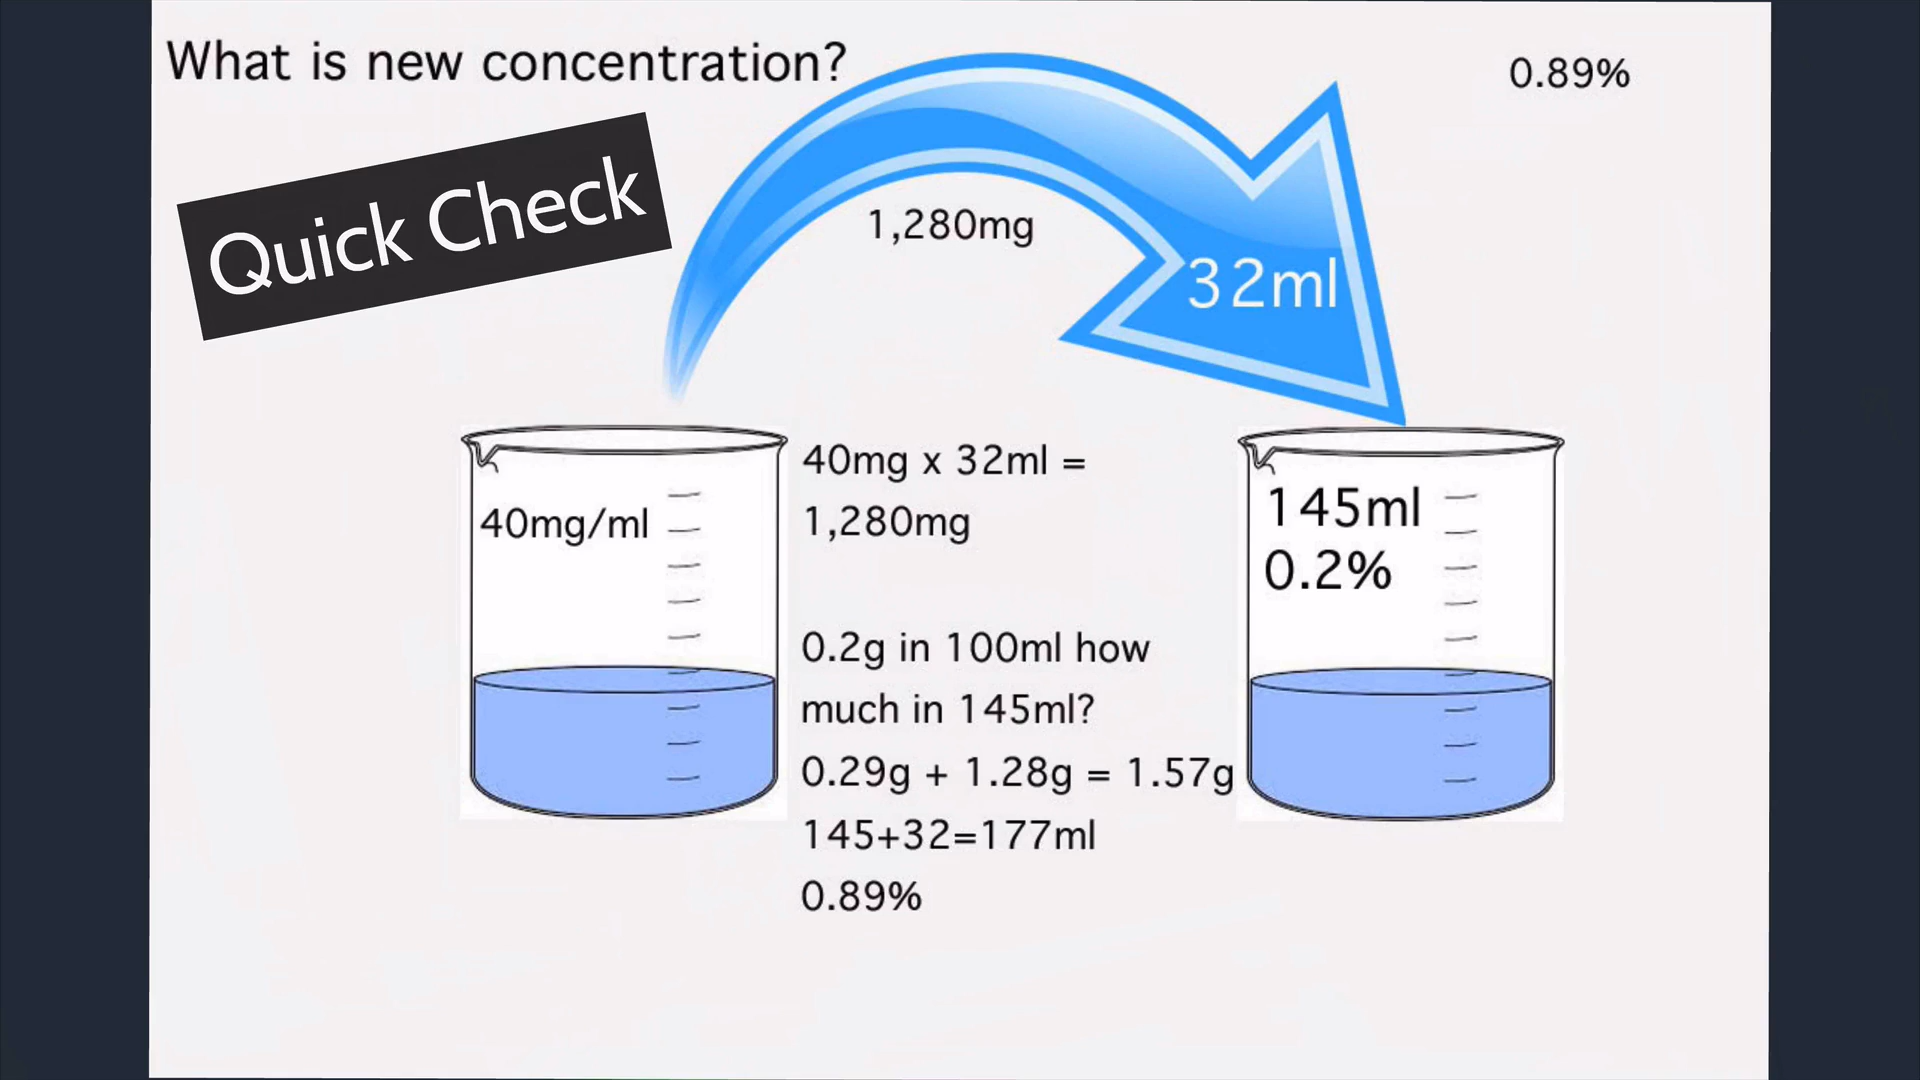 What is new concentration?
0.89%
Quick Check
1,280mg
32ml
40mg/ml
40mg x 32ml =
1,280mg
0.2g in 100ml how
much in 145ml?
0.29g + 1.28g = 1.57g
145+32=177ml
0.89%
145ml
0.2%